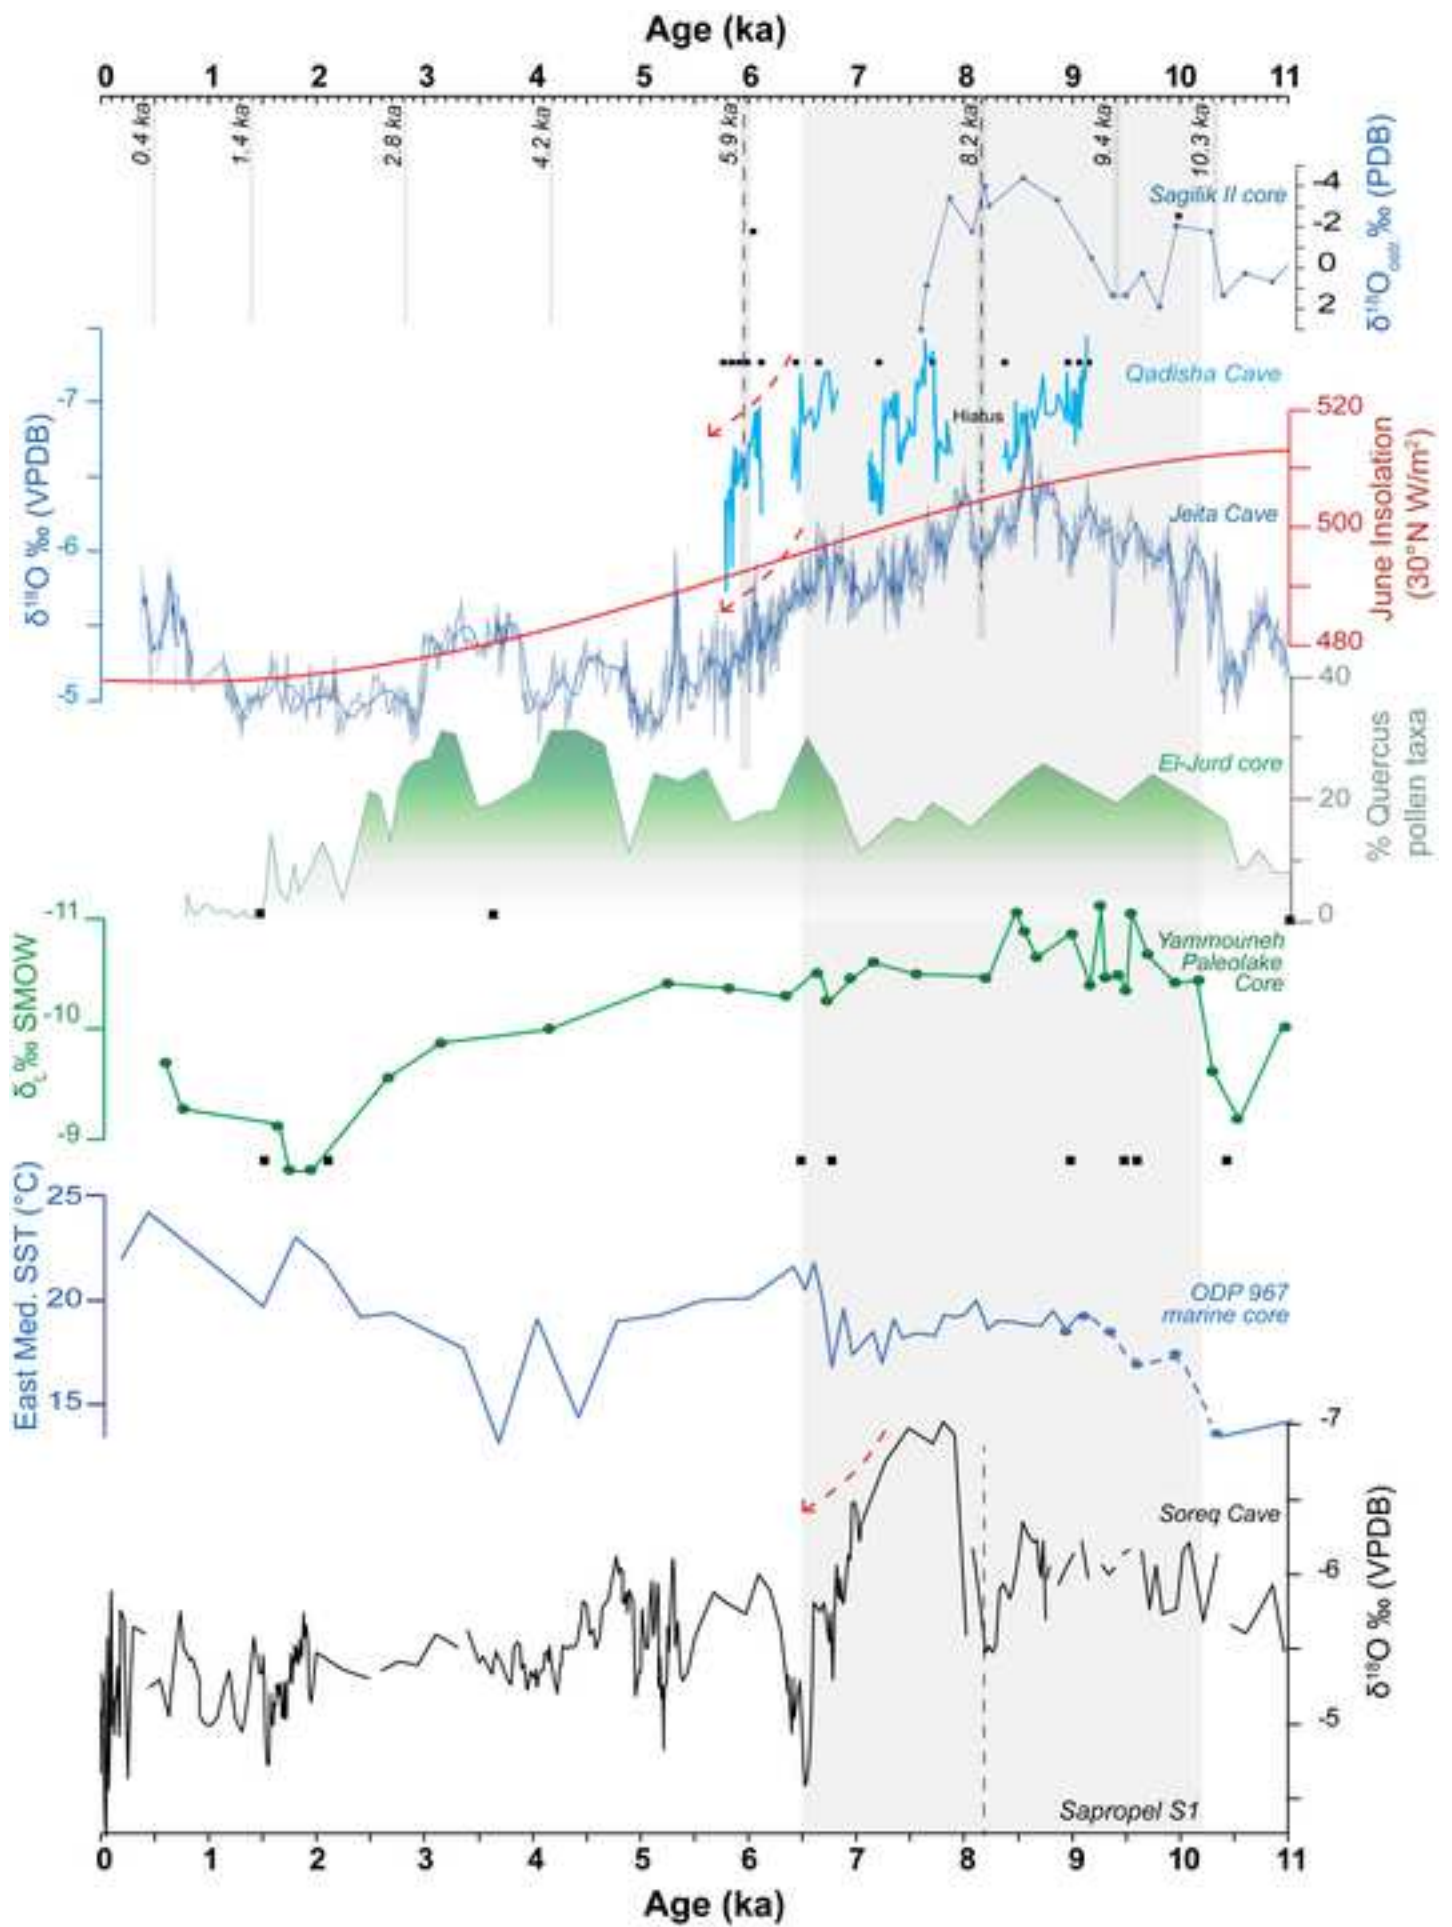 Age (ka)
0 1 2 3 4 5 6 7 8 9 10 11
0.4 ka 1.4 ka 2.8 ka 4.2 ka 5.9 ka 8.2 ka 9.4 ka 10.3 ka
Sagilik II core
-4
-2
0
2
δ¹⁸O ‰ (PDB)
Qadisha Cave
Hiatus
-7
-6
-5
δ¹⁸O ‰ (VPDB)
Jeita Cave
520
500
480
June Insolation
(30°N W/m²)
El-Jurd core
40
20
0
% Quercus
pollen taxa
Yammouneh
Paleolake
Core
-11
-10
-9
‰ SMOW
25
20
15
East Med. SST (°C)
ODP 967
marine core
Soreq Cave
-7
-6
-5
δ¹⁸O ‰ (VPDB)
Sapropel S1
0 1 2 3 4 5 6 7 8 9 10 11
Age (ka)